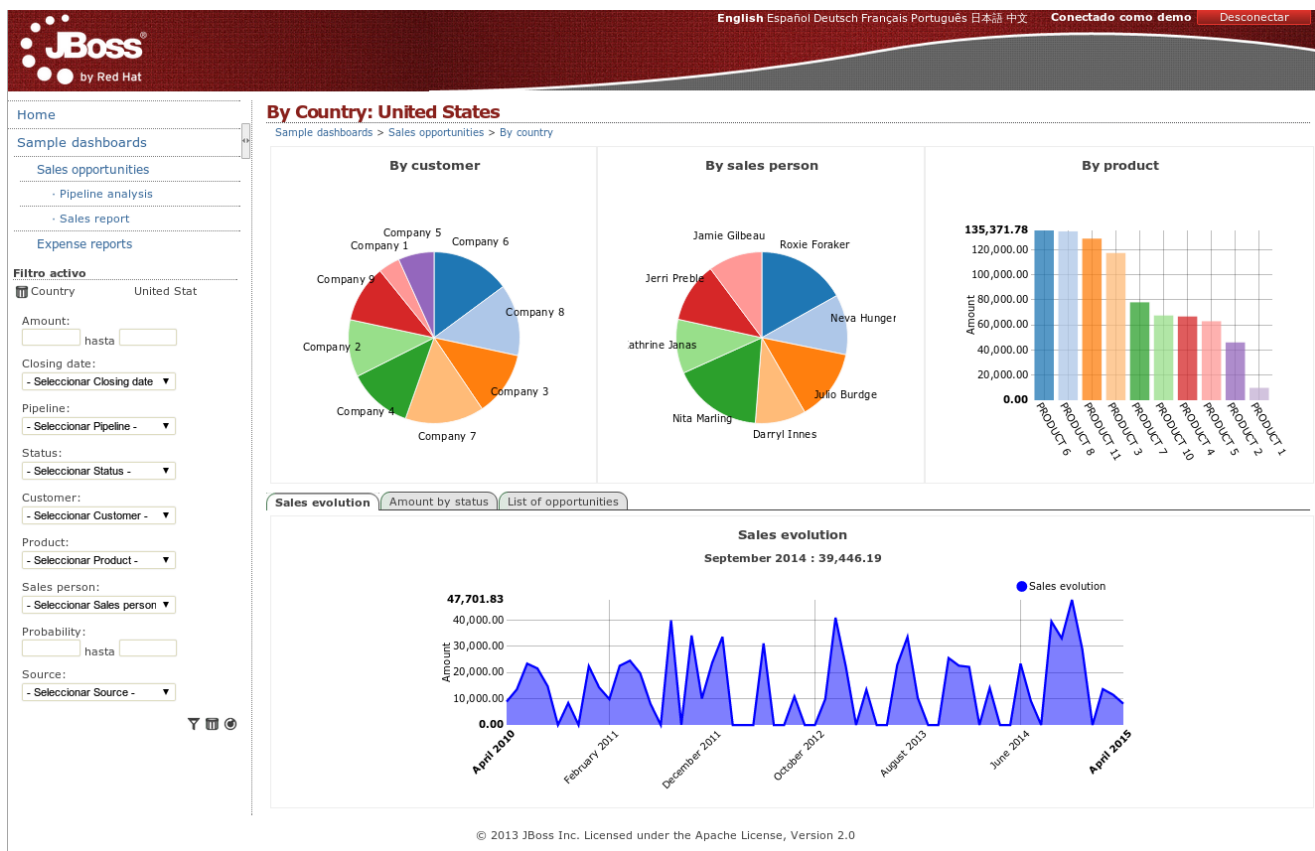 English Español Deutsch Français Português 日本語 中文 Conectado como demo Desconectar
JBoss®
by Red Hat
Home
Sample dashboards
Sales opportunities
· Pipeline analysis
· Sales report
Expense reports
Filtro activo
Country United Stat
Amount:
hasta
Closing date:
- Seleccionar Closing date
Pipeline:
- Seleccionar Pipeline -
Status:
- Seleccionar Status -
Customer:
- Seleccionar Customer -
Product:
- Seleccionar Product -
Sales person:
- Seleccionar Sales person
Probability:
hasta
Source:
- Seleccionar Source -
By Country: United States
Sample dashboards > Sales opportunities > By country
By customer
Company 5
Company 6
Company 1
Company 9
Company 8
Company 2
Company 3
Company 4
Company 7
By sales person
Jamie Gilbeau
Roxie Foraker
Jerri Preble
Neva Hunger
athrine Janas
Julio Burdge
Nita Marling
Darryl Innes
By product
135,371.78
120,000.00
100,000.00
80,000.00
60,000.00
40,000.00
20,000.00
0.00
Amount
PRODUCT 6
PRODUCT 8
PRODUCT 11
PRODUCT 3
PRODUCT 7
PRODUCT 10
PRODUCT 4
PRODUCT 5
PRODUCT 2
PRODUCT 1
Sales evolution Amount by status List of opportunities
Sales evolution
September 2014 : 39,446.19
Sales evolution
47,701.83
40,000.00
30,000.00
20,000.00
10,000.00
0.00
Amount
April 2010
February 2011
December 2011
October 2012
August 2013
June 2014
April 2015
© 2013 JBoss Inc. Licensed under the Apache License, Version 2.0